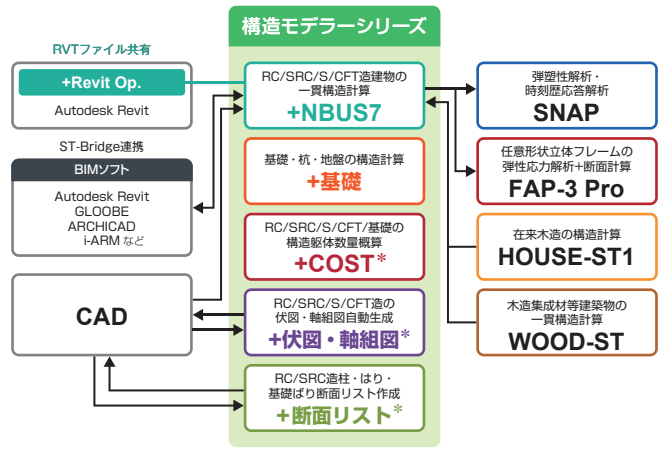 構造モデラーシリーズ
RVTファイル共有
+Revit Op.
Autodesk Revit
ST-Bridge連携
BIMソフト
Autodesk Revit
GLOOBE
ARCHICAD
i-ARM など
CAD
RC/SRC/S/CFT造建物の
一貫構造計算
+NBUS7
基礎・杭・地盤の構造計算
+基礎
RC/SRC/S/CFT/基礎の
構造躯体数量概算
+COST*
RC/SRC/S/CFT造の
伏図・軸組図自動生成
+伏図・軸組図*
RC/SRC造柱・はり・
基礎ばり断面リスト作成
+断面リスト*
弾塑性解析・
時刻歴応答解析
SNAP
任意形状立体フレームの
弾性応力解析+断面計算
FAP-3 Pro
在来木造の構造計算
HOUSE-ST1
木造集成材等建築物の
一貫構造計算
WOOD-ST